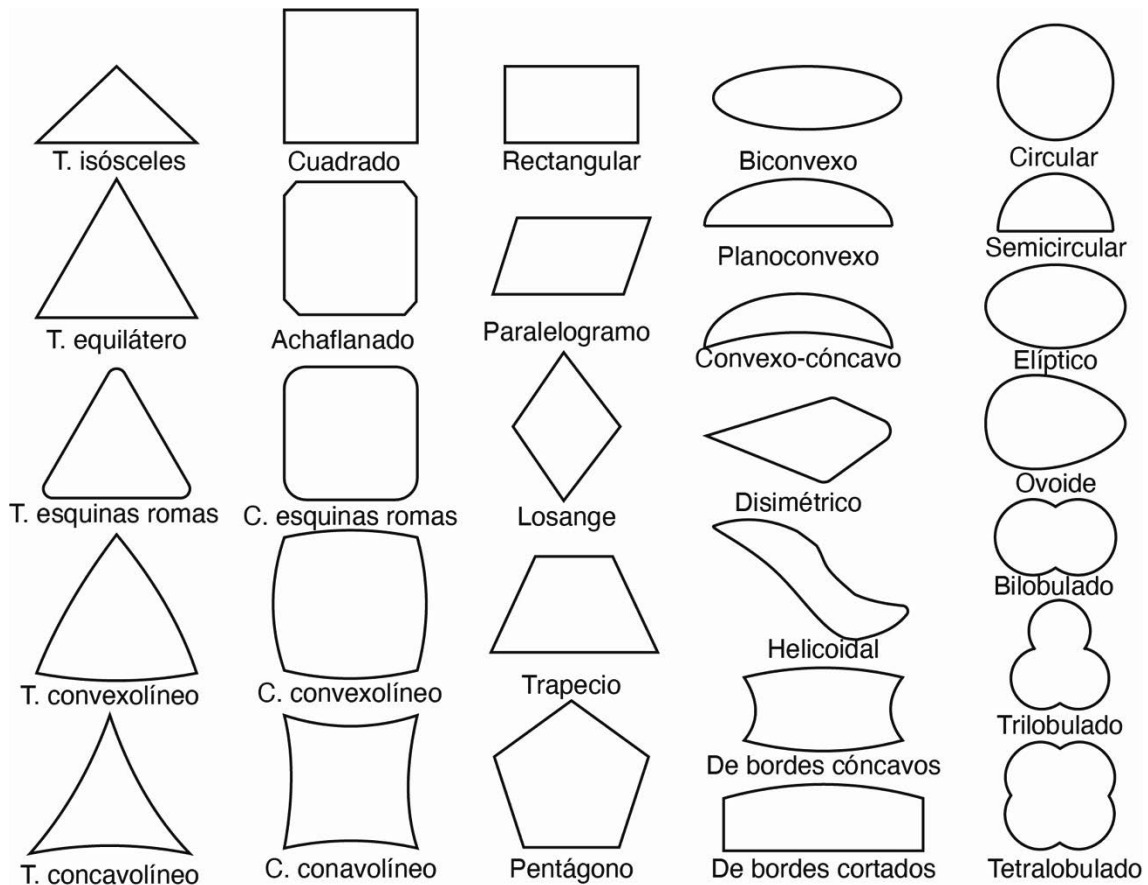 T. isósceles
Cuadrado
Rectangular
Biconvexo
Circular
T. equilátero
Achaflanado
Paralelogramo
Planoconvexo
Semicircular
Convexo-cóncavo
Elíptico
T. esquinas romas
C. esquinas romas
Losange
Disimétrico
Ovoide
Bilobulado
T. convexolíneo
C. convexolíneo
Trapecio
Helicoidal
Trilobulado
De bordes cóncavos
T. concavolíneo
C. conavolíneo
Pentágono
De bordes cortados
Tetralobulado